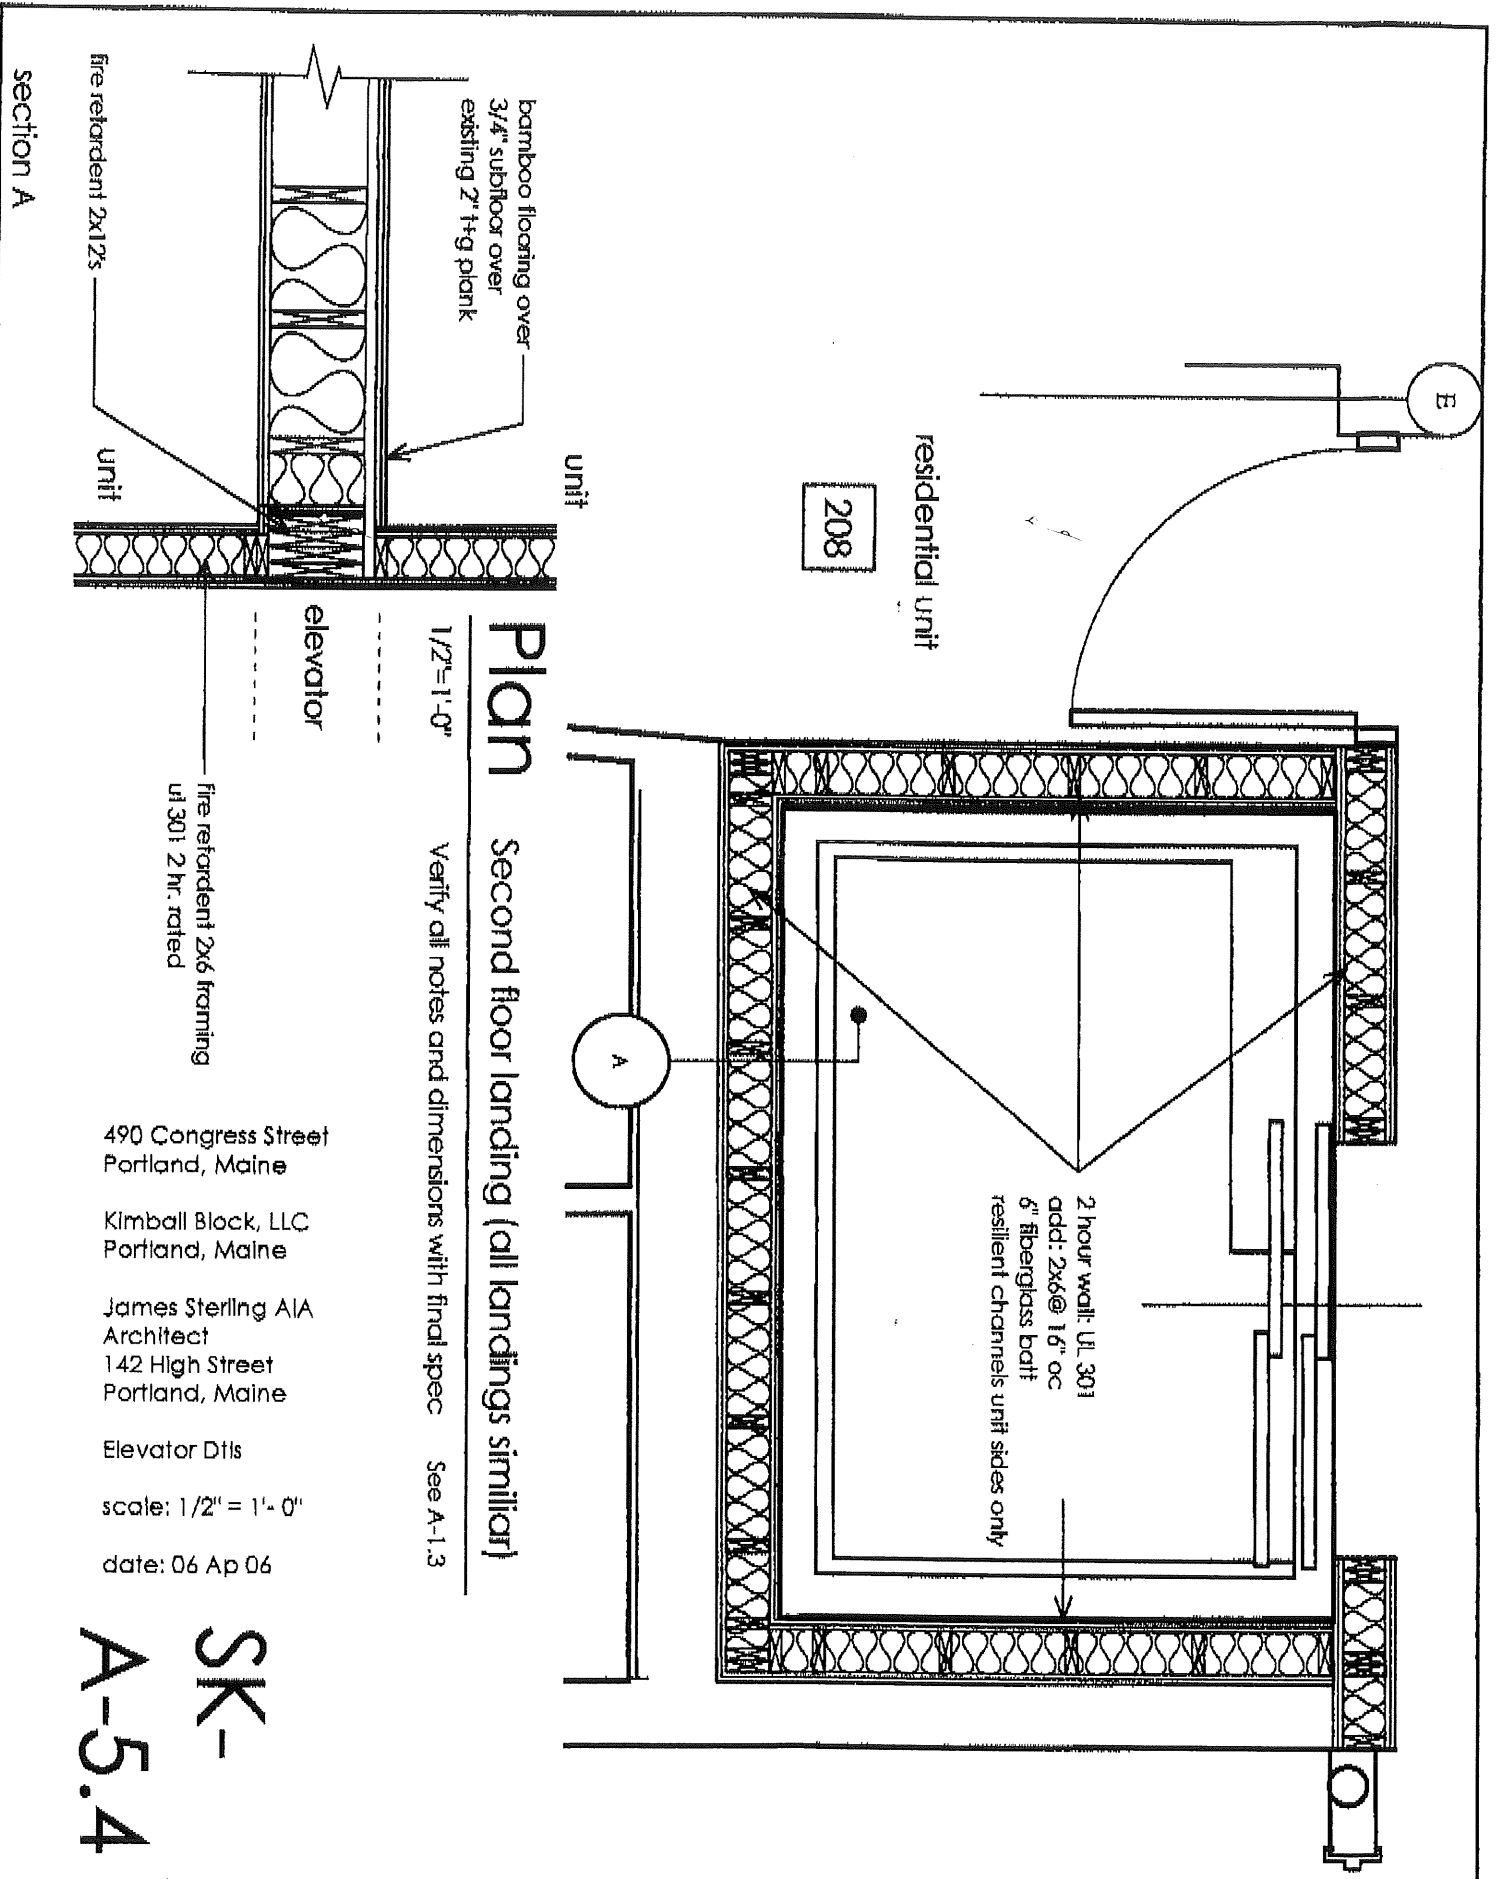 E
residential unit
208
2 hour wall: UL 301
add: 2x6@ 16" oc
6" fiberglass batt
resilient channels unit sides only
A
bamboo flooring over
3/4" subfloor over
existing 2" t+g plank
unit
unit
fire retardent 2x12's
section A
elevator
fire retardent 2x6 framing
ul 301 2 hr. rated
Plan Second floor landing (all landings similiar)
1/2"=1'-0" Verify all notes and dimensions with final spec See A-1.3
490 Congress Street
Portland, Maine
Kimball Block, LLC
Portland, Maine
James Sterling AIA
Architect
142 High Street
Portland, Maine
Elevator Dtls
scale: 1/2" = 1'- 0"
date: 06 Ap 06
SK-
A-5.4